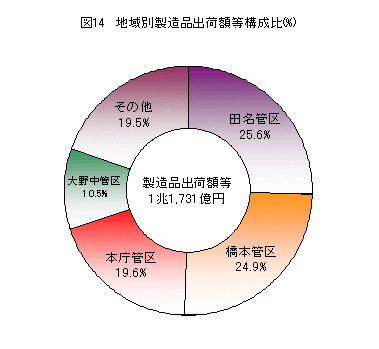 図14 地域別製造品出荷額等構成比(%)
その他
19.5%
田名管区
25.6%
大野中管区
10.5%
製造品出荷額等
1兆1,731億円
本庁管区
19.6%
橋本管区
24.9%